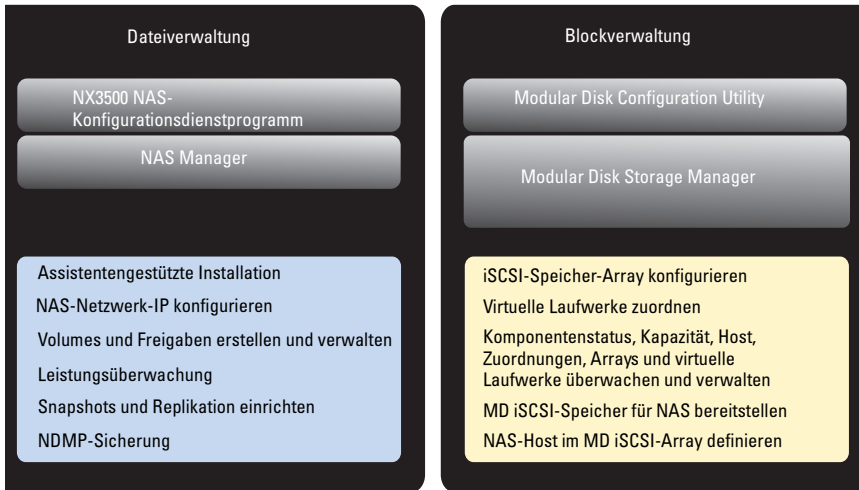 Dateiverwaltung
NX3500 NAS-
Konfigurationsdienstprogramm
NAS Manager
Assistentengestützte Installation
NAS-Netzwerk-IP konfigurieren
Volumes und Freigaben erstellen und verwalten
Leistungsüberwachung
Snapshots und Replikation einrichten
NDMP-Sicherung
Blockverwaltung
Modular Disk Configuration Utility
Modular Disk Storage Manager
iSCSI-Speicher-Array konfigurieren
Virtuelle Laufwerke zuordnen
Komponentenstatus, Kapazität, Host,
Zuordnungen, Arrays und virtuelle
Laufwerke überwachen und verwalten
MD iSCSI-Speicher für NAS bereitstellen
NAS-Host im MD iSCSI-Array definieren